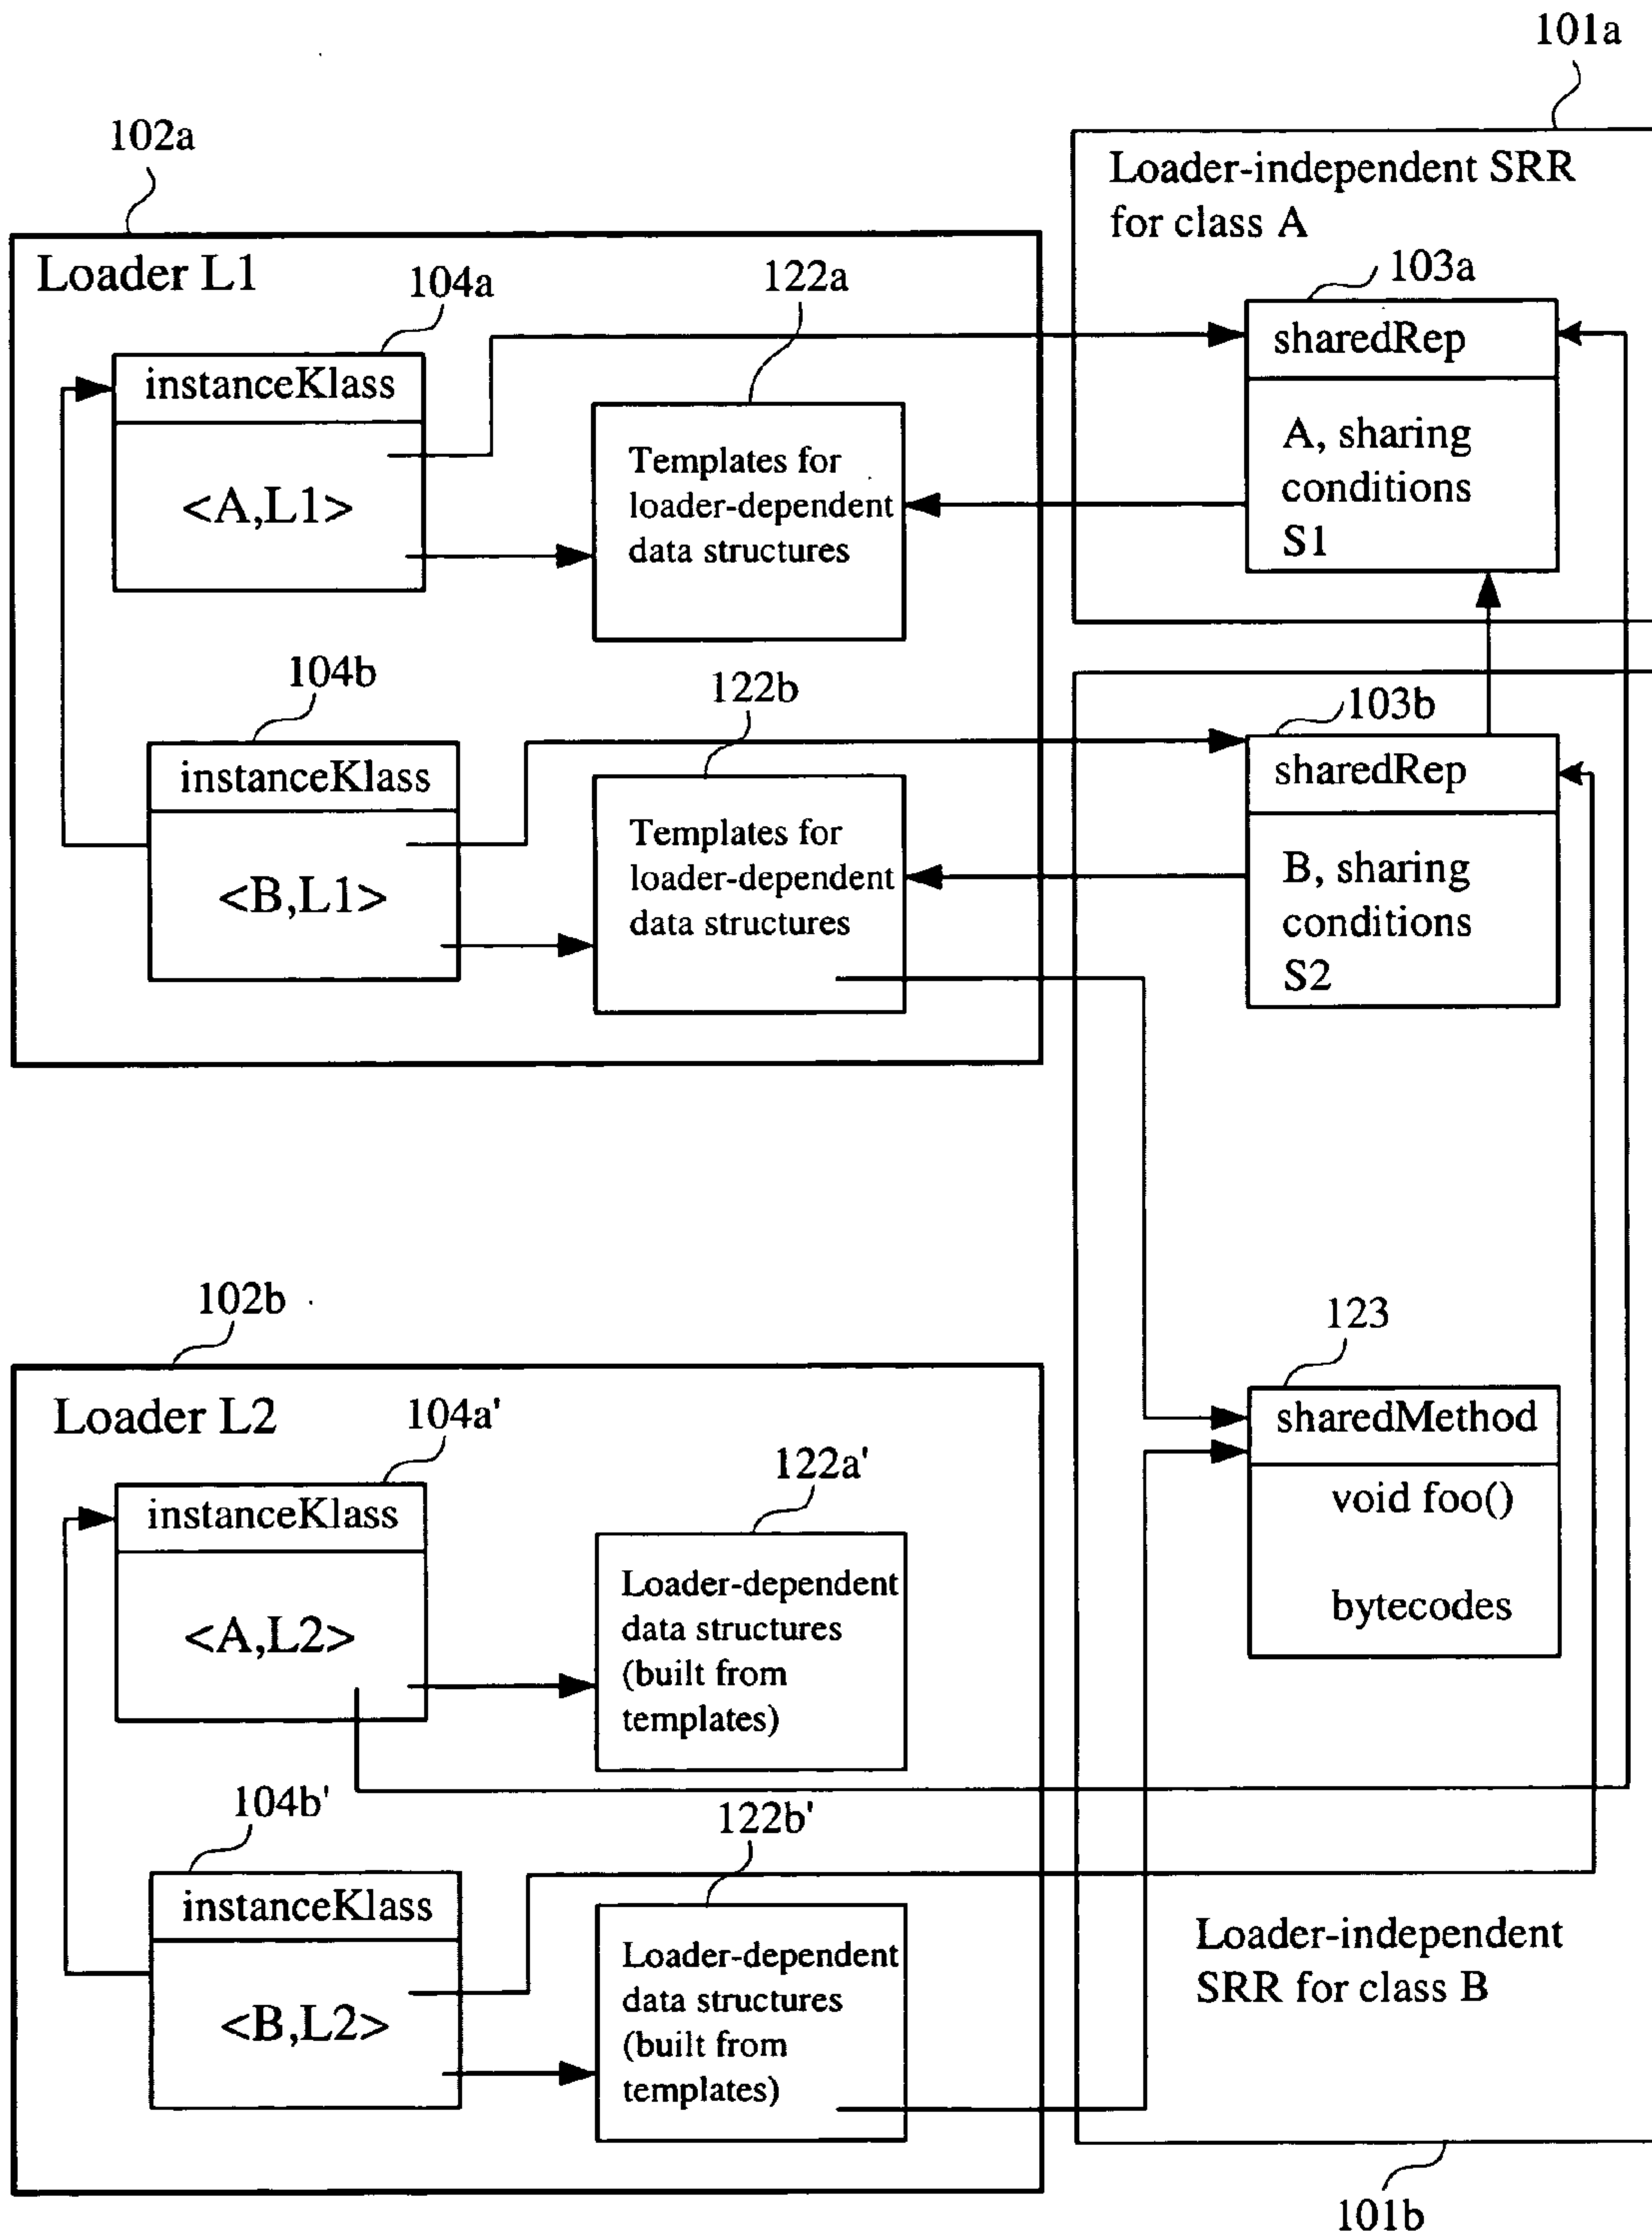 101a
102a
Loader-independent SRR
for class A
Loader L1
104a
122a
103a
instanceKlass
sharedRep
<A,L1>
Templates for
loader-dependent
data structures
A, sharing
conditions
S1
104b
122b
103b
instanceKlass
sharedRep
<B,L1>
Templates for
loader-dependent
data structures
B, sharing
conditions
S2
102b
123
Loader L2
104a'
122a'
sharedMethod
instanceKlass
void foo()
bytecodes
<A,L2>
Loader-dependent
data structures
(built from
templates)
104b'
122b'
instanceKlass
<B,L2>
Loader-dependent
data structures
(built from
templates)
Loader-independent
SRR for class B
101b